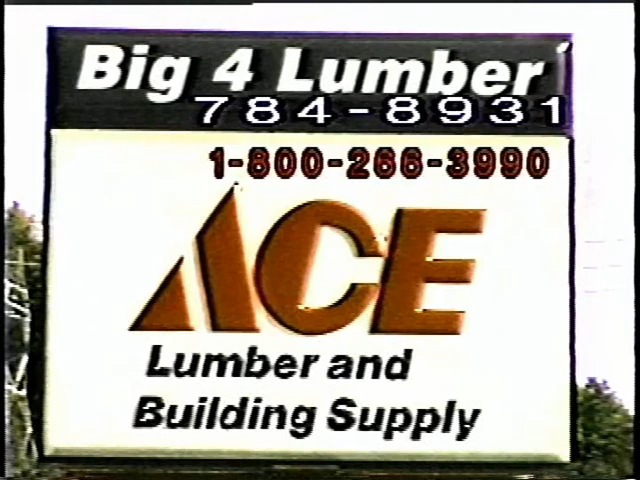 Big 4 Lumber
784-8931
1-800-266-3990
ACE
Lumber and
Building Supply